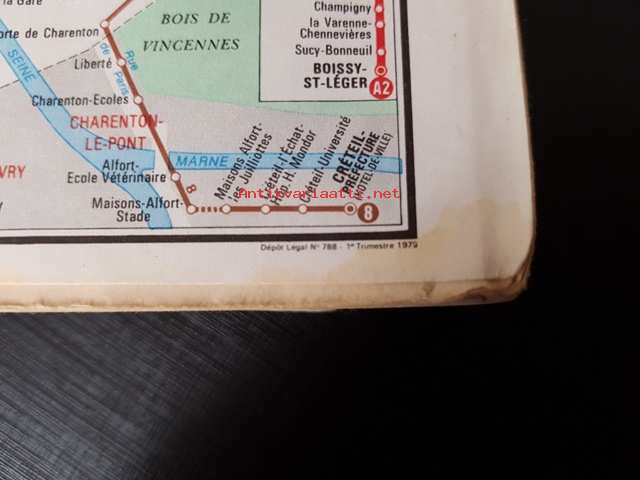 la Gare
orte de Charenton
Liberté
Charenton-Ecoles
Rue
de Paris
SEINE
BOIS DE
VINCENNES
Champigny
la Varenne-
Chennevières
Sucy-Bonneuil
BOISSY-
ST-LÉGER
A2
CHARENTON-
LE-PONT
VRY
Alfort-
Ecole Vétérinaire
MARNE
8
Maisons-Alfort-
Stade
Maisons Alfort-
les Juilliottes
Créteil-l'Échat-
Hôp. H. Mondor
Créteil-Université
CRÉTEIL-
PRÉFECTURE
(HÔTEL DE VILLE)
8
Antikvariaatti.net
Dépôt Légal N° 788 - 1er Trimestre 1979